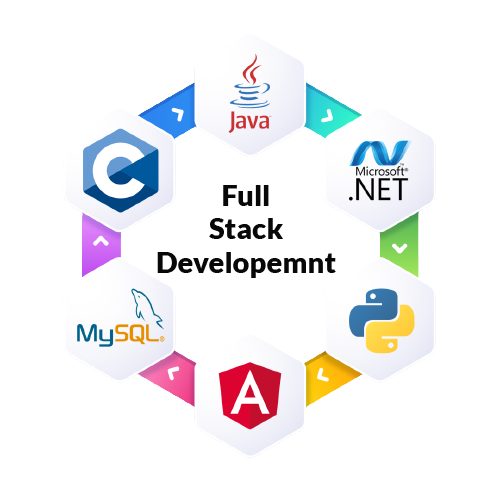 Java
Microsoft®
.NET
C
Full
Stack
Developemnt
MySQL®
A